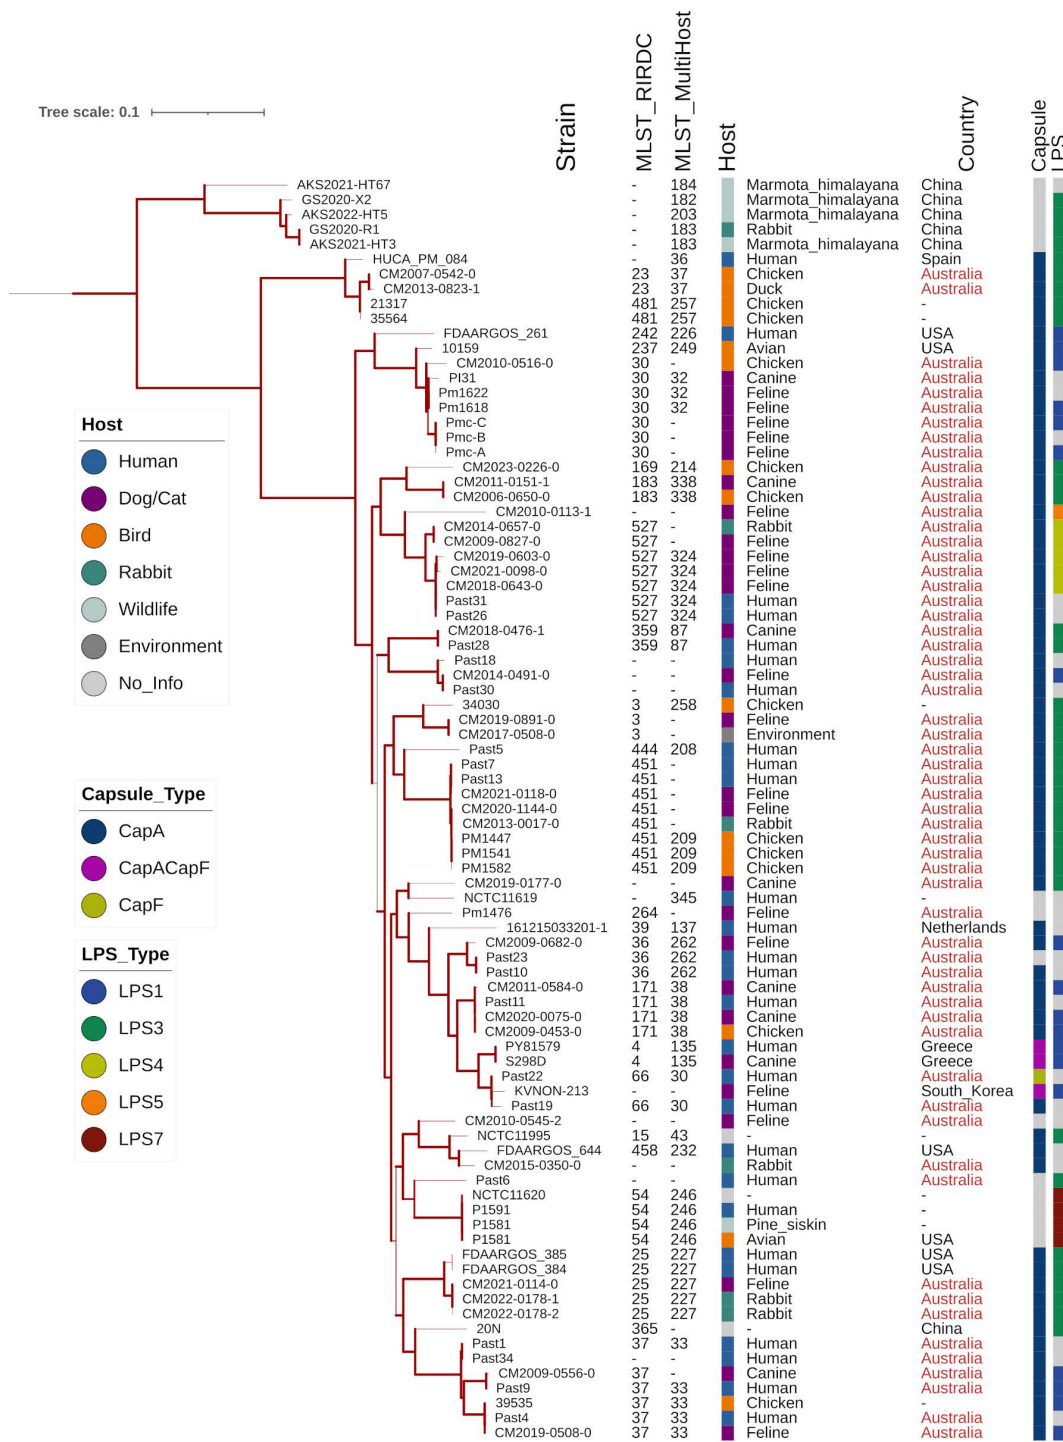 Tree scale: 0.1
Strain MLST_RIRDC MLST_MultiHost Host Country Capsule LPS
AKS2021-HT67 - 184 Marmota_himalayana China
GS2020-X2 - 182 Marmota_himalayana China
AKS2022-HT5 - 203 Marmota_himalayana China
GS2020-R1 - 183 Rabbit China
AKS2021-HT3 - 183 Marmota_himalayana China
HUCA_PM_084 - 36 Human Spain
CM2007-0542-0 23 37 Chicken Australia
CM2013-0823-1 23 37 Duck Australia
21317 481 257 Chicken -
35564 481 257 Chicken -
FDAARGOS_261 242 226 Human USA
10159 237 249 Avian USA
CM2010-0516-0 30 - Chicken Australia
PI31 30 32 Canine Australia
Pm1622 30 32 Feline Australia
Pm1618 30 32 Feline Australia
Pmc-C 30 - Feline Australia
Pmc-B 30 - Feline Australia
Pmc-A 30 - Feline Australia
CM2023-0226-0 169 214 Chicken Australia
CM2011-0151-1 183 338 Canine Australia
CM2006-0650-0 183 338 Chicken Australia
CM2010-0113-1 - - Feline Australia
CM2014-0657-0 527 - Rabbit Australia
CM2009-0827-0 527 - Feline Australia
CM2019-0603-0 527 324 Feline Australia
CM2021-0098-0 527 324 Feline Australia
CM2018-0643-0 527 324 Feline Australia
Past31 527 324 Human Australia
Past26 527 324 Human Australia
CM2018-0476-1 359 87 Canine Australia
Past28 359 87 Human Australia
Past18 - - Human Australia
CM2014-0491-0 - - Feline Australia
Past30 - - Human Australia
34030 3 258 Chicken -
CM2019-0891-0 3 - Feline Australia
CM2017-0508-0 3 - Environment Australia
Past5 444 208 Human Australia
Past7 451 - Human Australia
Past13 451 - Human Australia
CM2021-0118-0 451 - Feline Australia
CM2020-1144-0 451 - Feline Australia
CM2013-0017-0 451 - Rabbit Australia
PM1447 451 209 Chicken Australia
PM1541 451 209 Chicken Australia
PM1582 451 209 Chicken Australia
CM2019-0177-0 - - Canine Australia
NCTC11619 - 345 Human -
Pm1476 264 - Feline Australia
161215033201-1 39 137 Human Netherlands
CM2009-0682-0 36 262 Feline Australia
Past23 36 262 Human Australia
Past10 36 262 Human Australia
CM2011-0584-0 171 38 Canine Australia
Past11 171 38 Human Australia
CM2020-0075-0 171 38 Canine Australia
CM2009-0453-0 171 38 Chicken Australia
PY81579 4 135 Human Greece
S298D 4 135 Canine Greece
Past22 66 30 Human Australia
KVNON-213 - - Feline South_Korea
Past19 66 30 Human Australia
CM2010-0545-2 - - Feline Australia
NCTC11995 15 43 - -
FDAARGOS_644 458 232 Human USA
CM2015-0350-0 - - Rabbit Australia
Past6 - - Human Australia
NCTC11620 54 246 - -
P1591 54 246 Human -
P1581 54 246 Pine_siskin -
P1581 54 246 Avian USA
FDAARGOS_385 25 227 Human USA
FDAARGOS_384 25 227 Human USA
CM2021-0114-0 25 227 Feline Australia
CM2022-0178-1 25 227 Rabbit Australia
CM2022-0178-2 25 227 Rabbit Australia
20N 365 - - China
Past1 37 33 Human Australia
Past34 - - Human Australia
CM2009-0556-0 37 - Canine Australia
Past9 37 33 Human Australia
39535 37 33 Chicken -
Past4 37 33 Human Australia
CM2019-0508-0 37 33 Feline Australia
Host
Human
Dog/Cat
Bird
Rabbit
Wildlife
Environment
No_Info
Capsule_Type
CapA
CapACapF
CapF
LPS_Type
LPS1
LPS3
LPS4
LPS5
LPS7